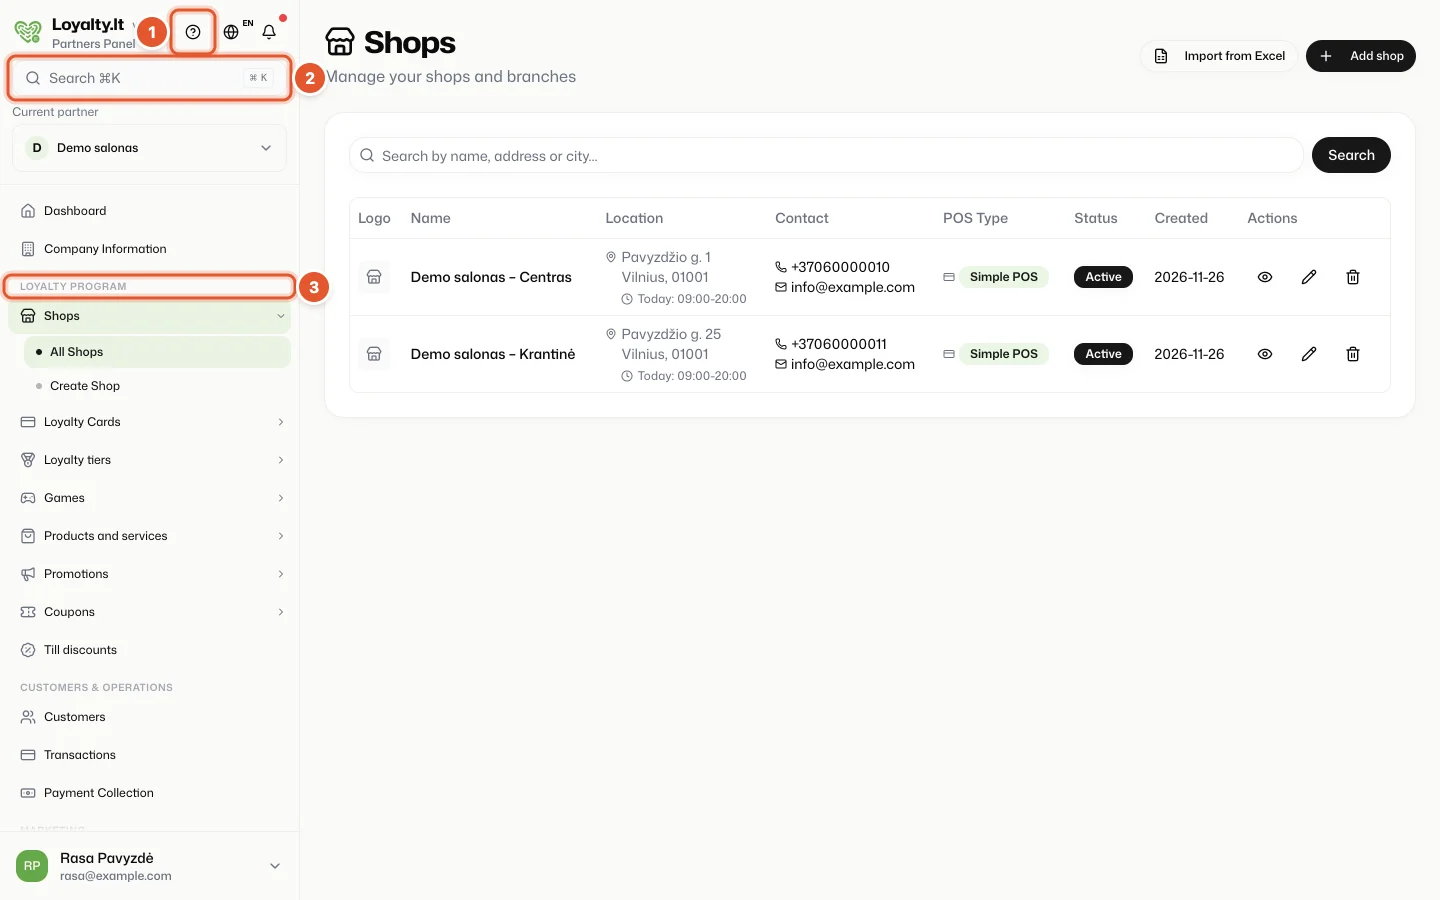 Loyalty.lt
Partners Panel
1
EN
Search ⌘K
⌘ K
2
Current partner
D
Demo salonas
Dashboard
Company Information
LOYALTY PROGRAM
3
Shops
All Shops
Create Shop
Loyalty Cards
Loyalty tiers
Games
Products and services
Promotions
Coupons
Till discounts
CUSTOMERS & OPERATIONS
Customers
Transactions
Payment Collection
MARKETING
RP
Rasa Pavyzdė
rasa@example.com
Shops
Manage your shops and branches
Import from Excel
Add shop
Search by name, address or city...
Search
Logo Name Location Contact POS Type Status Created Actions
Demo salonas – Centras
Pavyzdžio g. 1
Vilnius, 01001
Today: 09:00-20:00
+37060000010
info@example.com
Simple POS
Active
2026-11-26
Demo salonas – Krantinė
Pavyzdžio g. 25
Vilnius, 01001
Today: 09:00-20:00
+37060000011
info@example.com
Simple POS
Active
2026-11-26